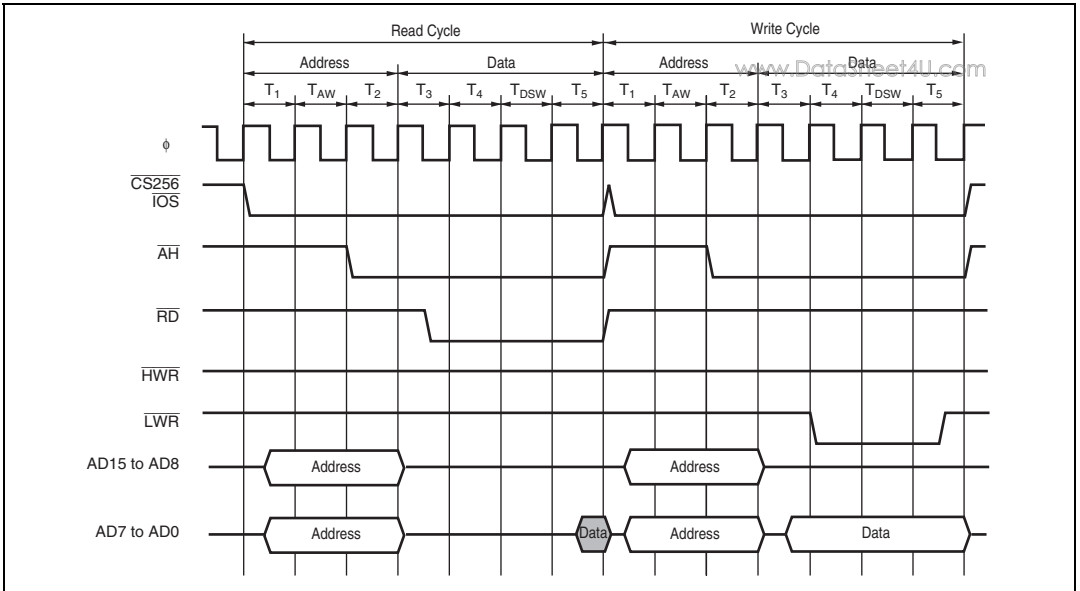 Read Cycle Write Cycle
Address Data Address Data
www.DataSheet4U.com
T1 TAW T2 T3 T4 TDSW T5 T1 TAW T2 T3 T4 TDSW T5
φ
CS256
IOS
AH
RD
HWR
LWR
AD15 to AD8 Address Address
AD7 to AD0 Address Data Address Data